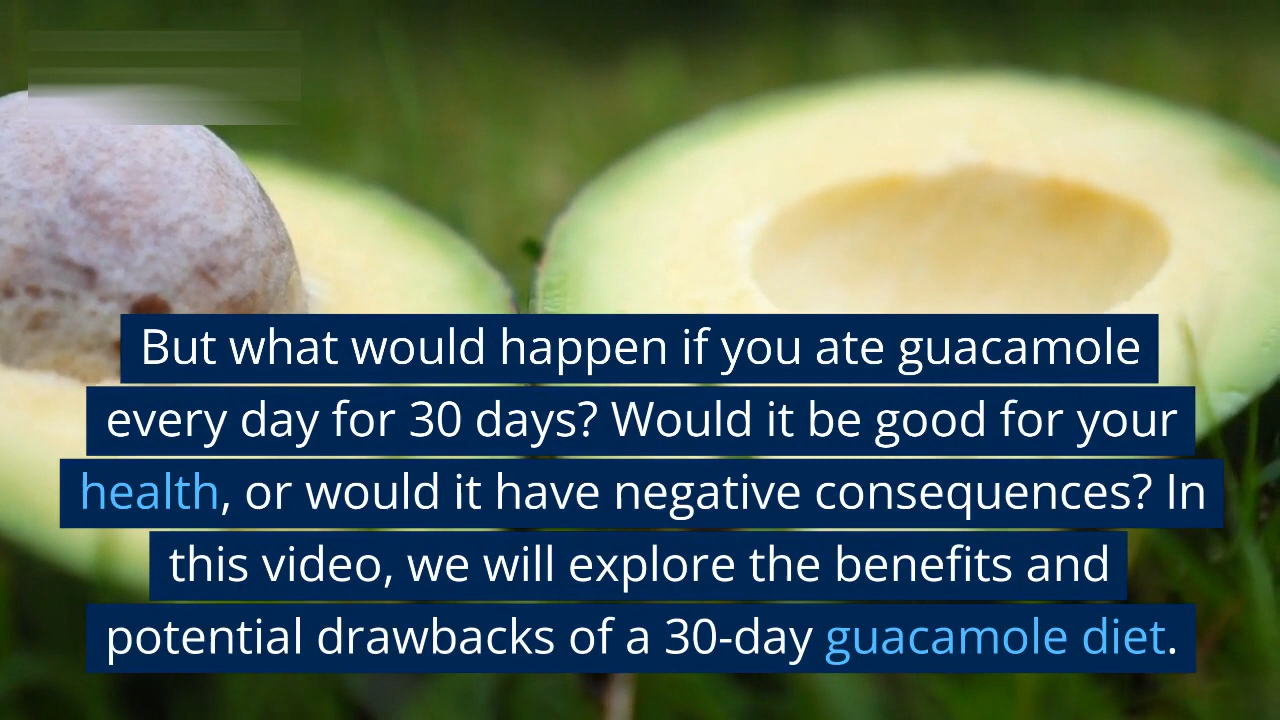 But what would happen if you ate guacamole
every day for 30 days? Would it be good for your
health, or would it have negative consequences? In
this video, we will explore the benefits and
potential drawbacks of a 30-day guacamole diet.